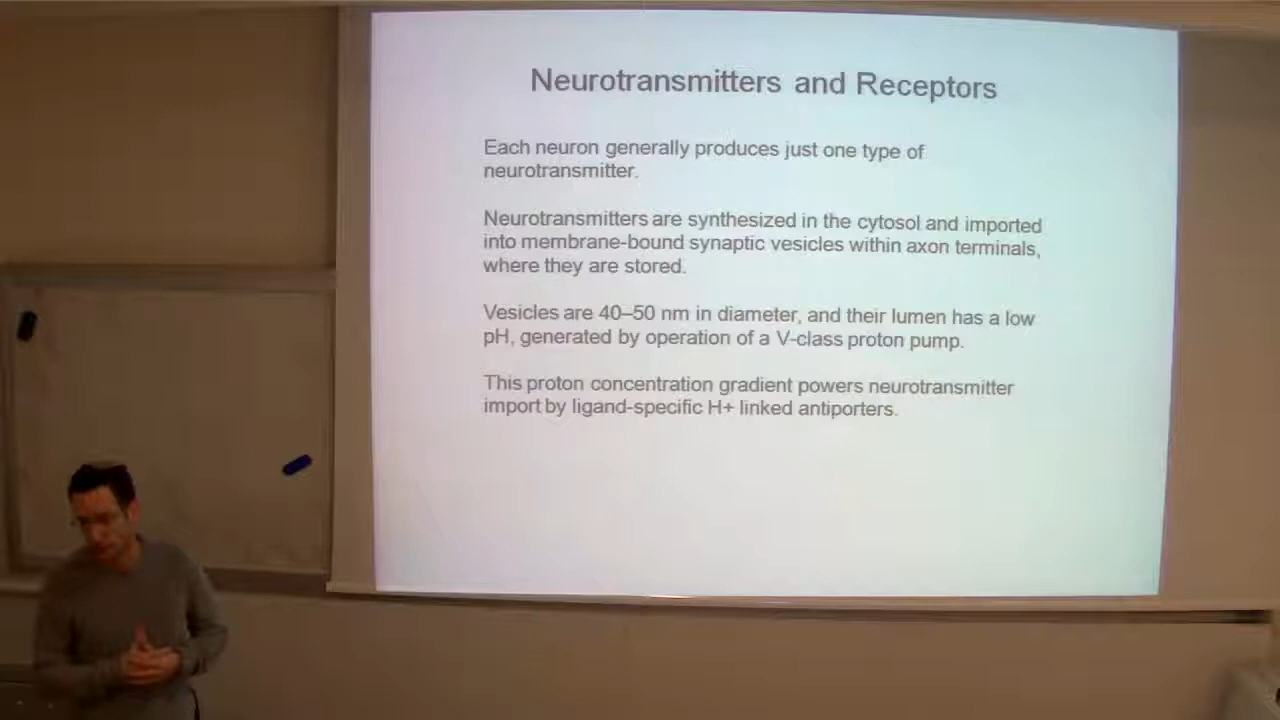 Neurotransmitters and Receptors
Each neuron generally produces just one type of
neurotransmitter.
Neurotransmitters are synthesized in the cytosol and imported
into membrane-bound synaptic vesicles within axon terminals,
where they are stored.
Vesicles are 40–50 nm in diameter, and their lumen has a low
pH, generated by operation of a V-class proton pump.
This proton concentration gradient powers neurotransmitter
import by ligand-specific H+ linked antiporters.